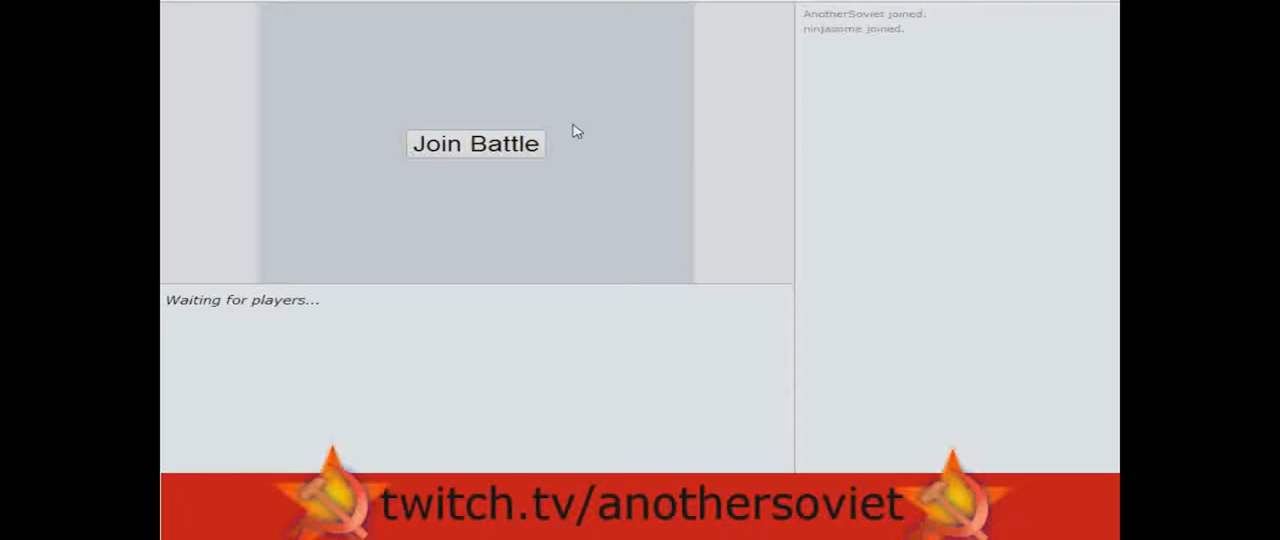 AnotherSoviet joined.
ninjasome joined.
Join Battle
Waiting for players...
twitch.tv/anothersoviet